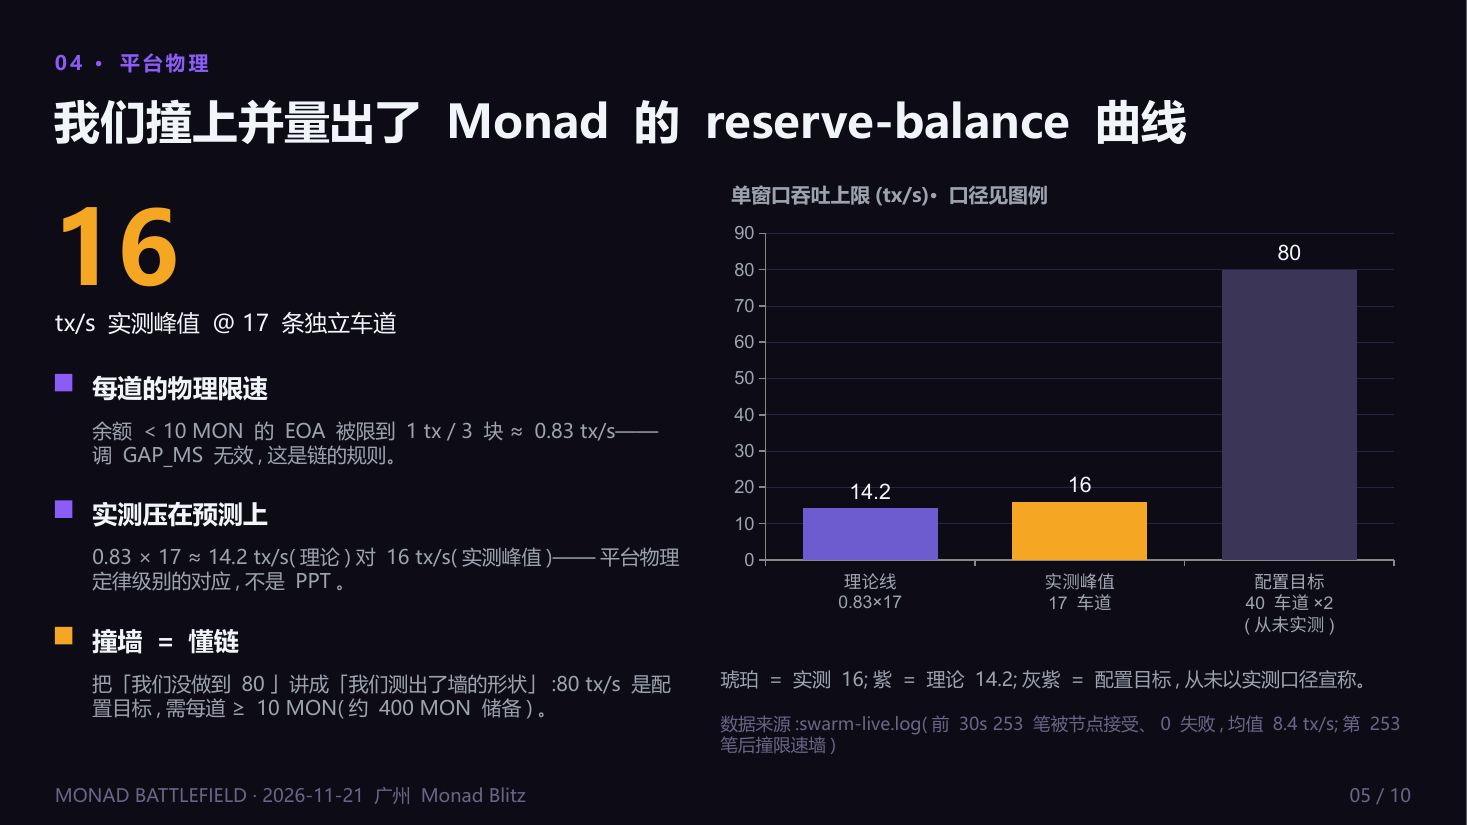 04 • 平台物理
我们撞上并量出了 Monad 的 reserve-balance 曲线
16
tx/s 实测峰值 @ 17 条独立车道
每道的物理限速
余额 < 10 MON 的 EOA 被限到 1 tx / 3 块 ≈ 0.83 tx/s——
调 GAP_MS 无效，这是链的规则。
实测压在预测上
0.83 × 17 ≈ 14.2 tx/s(理论)对 16 tx/s(实测峰值)——平台物理
定律级别的对应，不是 PPT。
撞墙 = 懂链
把「我们没做到 80」讲成「我们测出了墙的形状」:80 tx/s 是配
置目标，需每道 ≥ 10 MON(约 400 MON 储备)。
单窗口吞吐上限 (tx/s)• 口径见图例
90
80
70
60
50
40
30
20
10
0
14.2
16
80
理论线
0.83×17
实测峰值
17 车道
配置目标
40 车道×2
(从未实测)
琥珀 = 实测 16; 紫 = 理论 14.2; 灰紫 = 配置目标，从未以实测口径宣称。
数据来源:swarm-live.log(前 30s 253 笔被节点接受、0 失败，均值 8.4 tx/s; 第 253
笔后撞限速墙)
MONAD BATTLEFIELD · 2026-11-21 广州 Monad Blitz
05 / 10